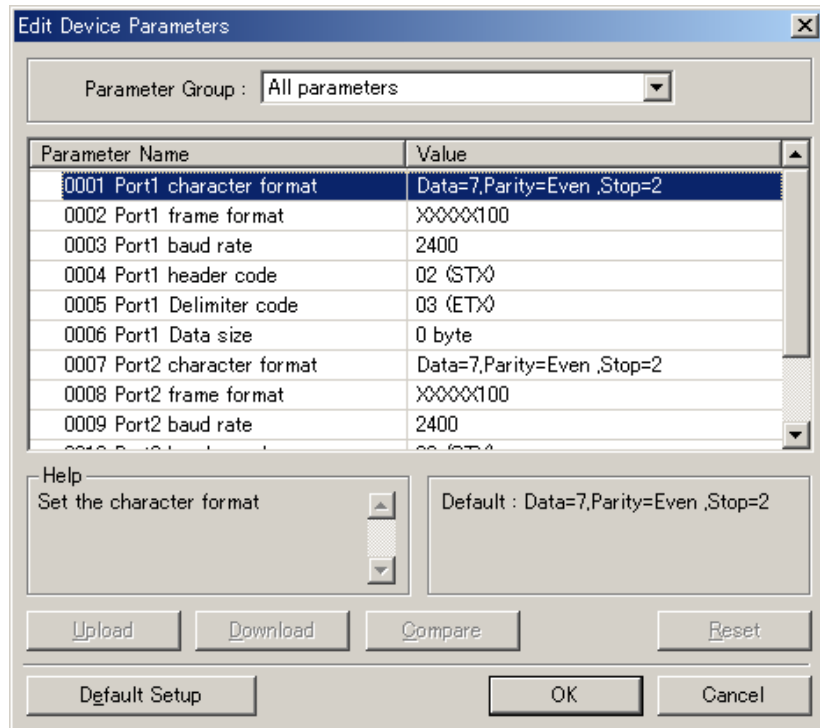 Edit Device Parameters
Parameter Group : All parameters
Parameter Name Value
0001 Port1 character format Data=7,Parity=Even ,Stop=2
0002 Port1 frame format XXXXX100
0003 Port1 baud rate 2400
0004 Port1 header code 02 (STX)
0005 Port1 Delimiter code 03 (ETX)
0006 Port1 Data size 0 byte
0007 Port2 character format Data=7,Parity=Even ,Stop=2
0008 Port2 frame format XXXXX100
0009 Port2 baud rate 2400
Help
Set the character format
Default : Data=7,Parity=Even ,Stop=2
Upload Download Compare Reset
Default Setup OK Cancel